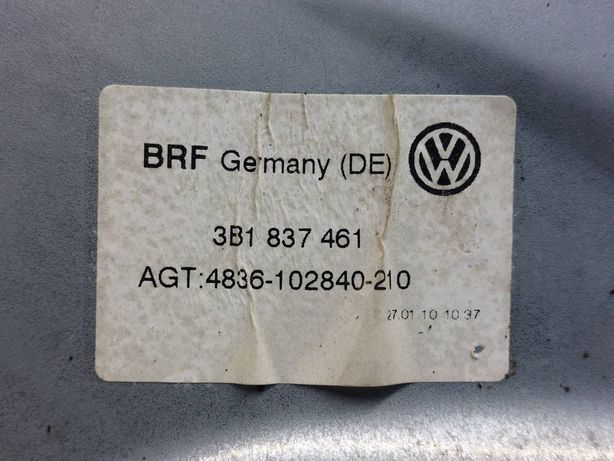 BRF Germany (DE)
3B1 837 461
AGT:4836-102840-210
27.01.10 10:37